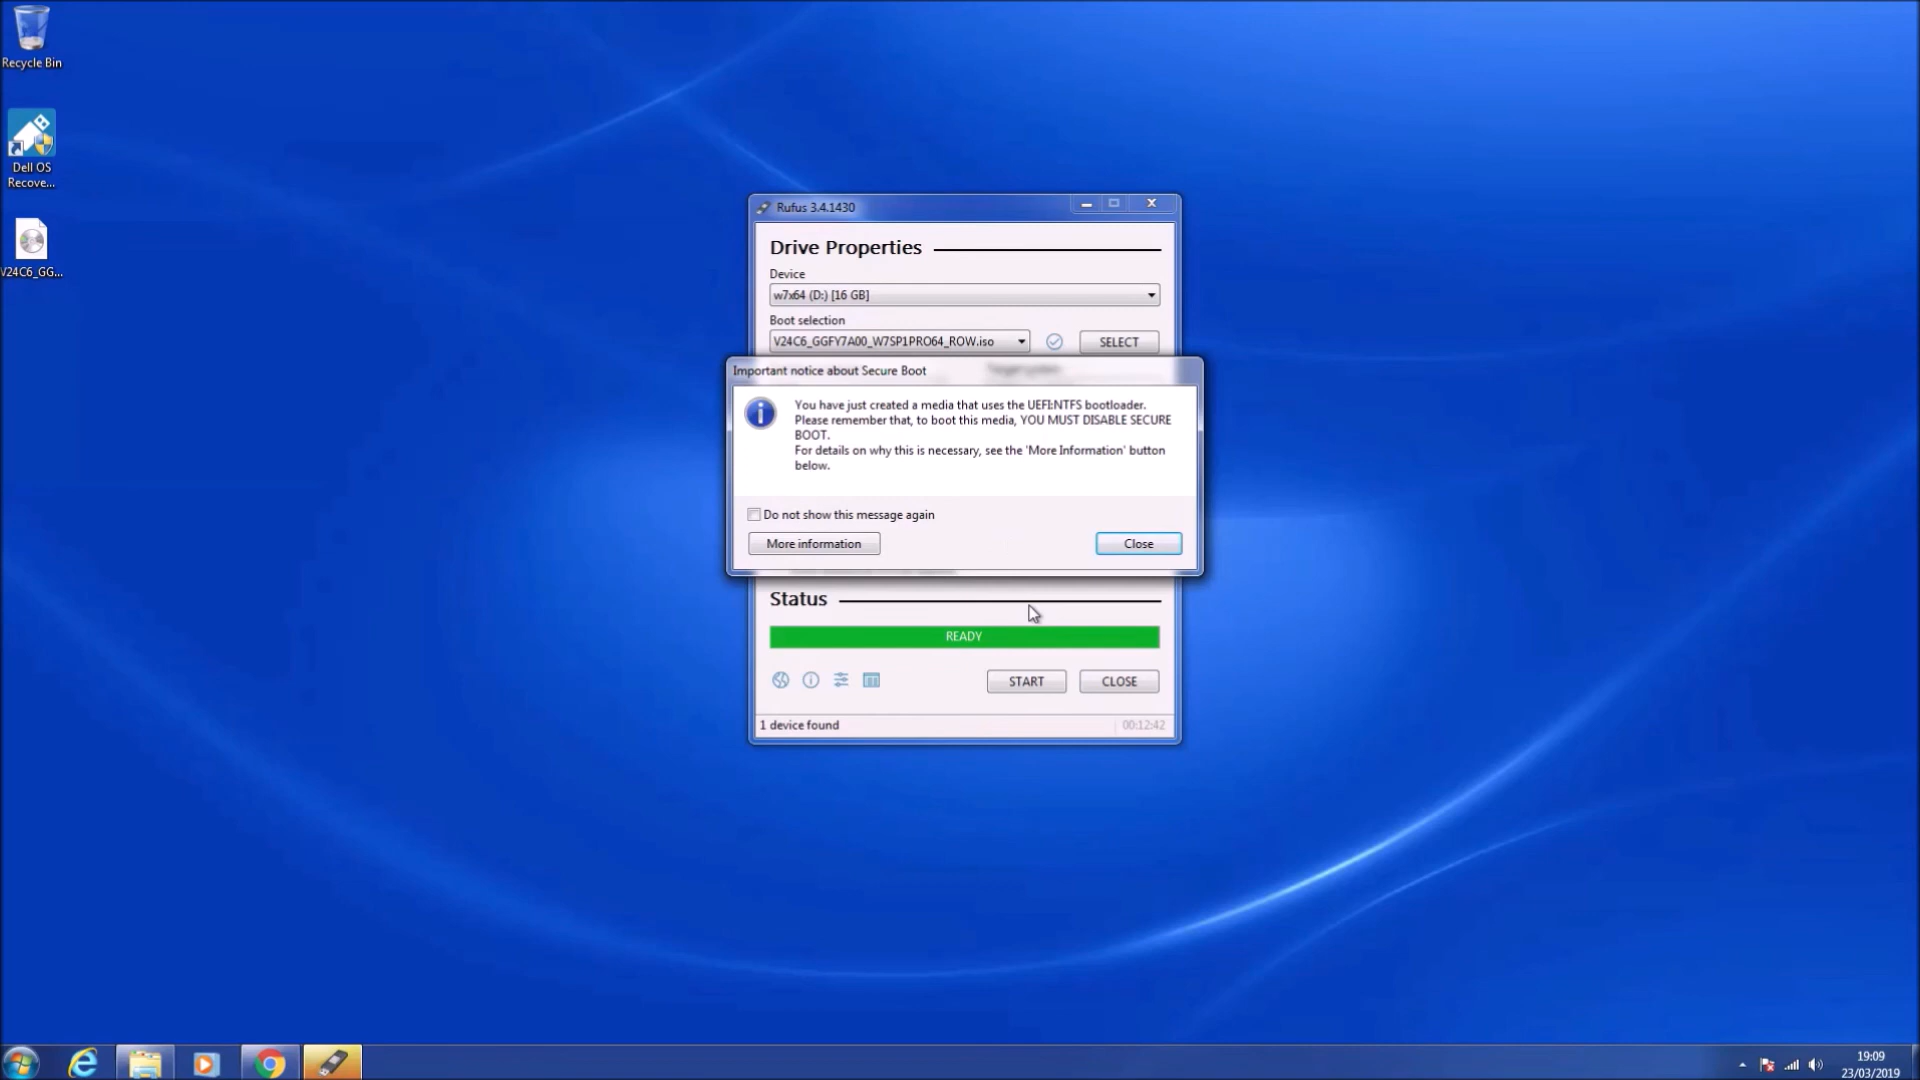 Recycle Bin
Dell OS
Recove...
V24C6_GG...
Rufus 3.4.1430
Drive Properties
Device
w7x64 (D:) [16 GB]
Boot selection
V24C6_GGFY7A00_W7SP1PRO64_ROW.iso
SELECT
Important notice about Secure Boot
You have just created a media that uses the UEFI:NTFS bootloader.
Please remember that, to boot this media, YOU MUST DISABLE SECURE
BOOT.
For details on why this is necessary, see the 'More Information' button
below.
Do not show this message again
More information
Close
Status
READY
START
CLOSE
1 device found
00:12:42
19:09
23/03/2019